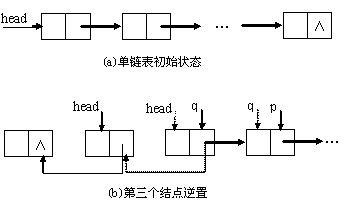 head
…
∧
(a)单链表初始状态
head head q q p
∧ …
(b)第三个结点逆置